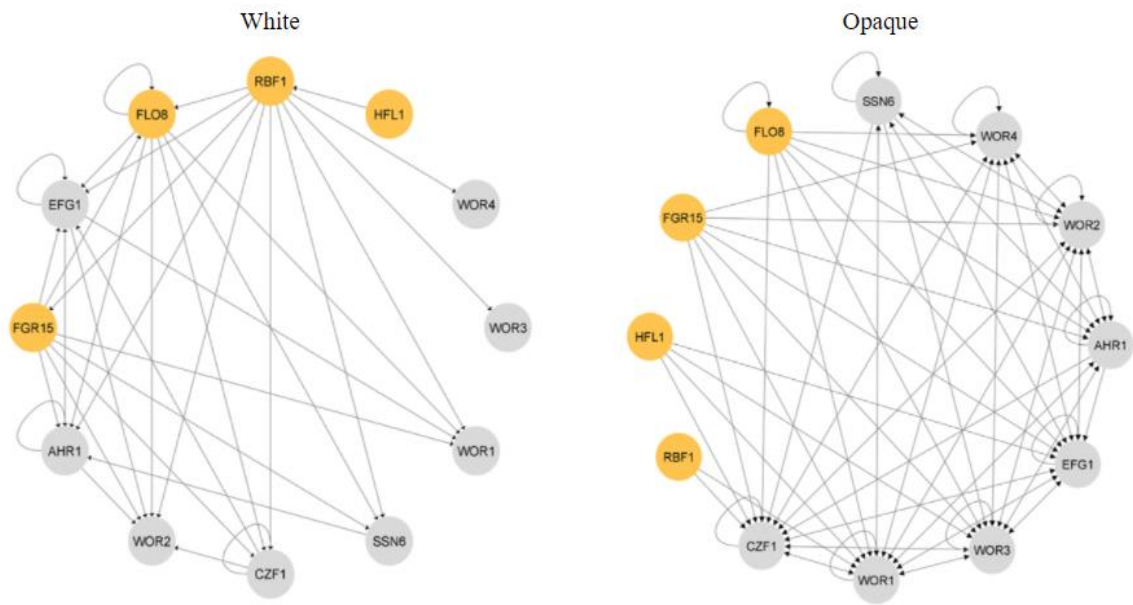 White
Opaque
RBF1
FLO8
HFL1
EFG1
WOR4
FGR15
WOR3
AHR1
WOR1
WOR2
SSN6
CZF1
SSN6
FLO8
WOR4
FGR15
WOR2
HFL1
AHR1
RBF1
EFG1
CZF1
WOR3
WOR1